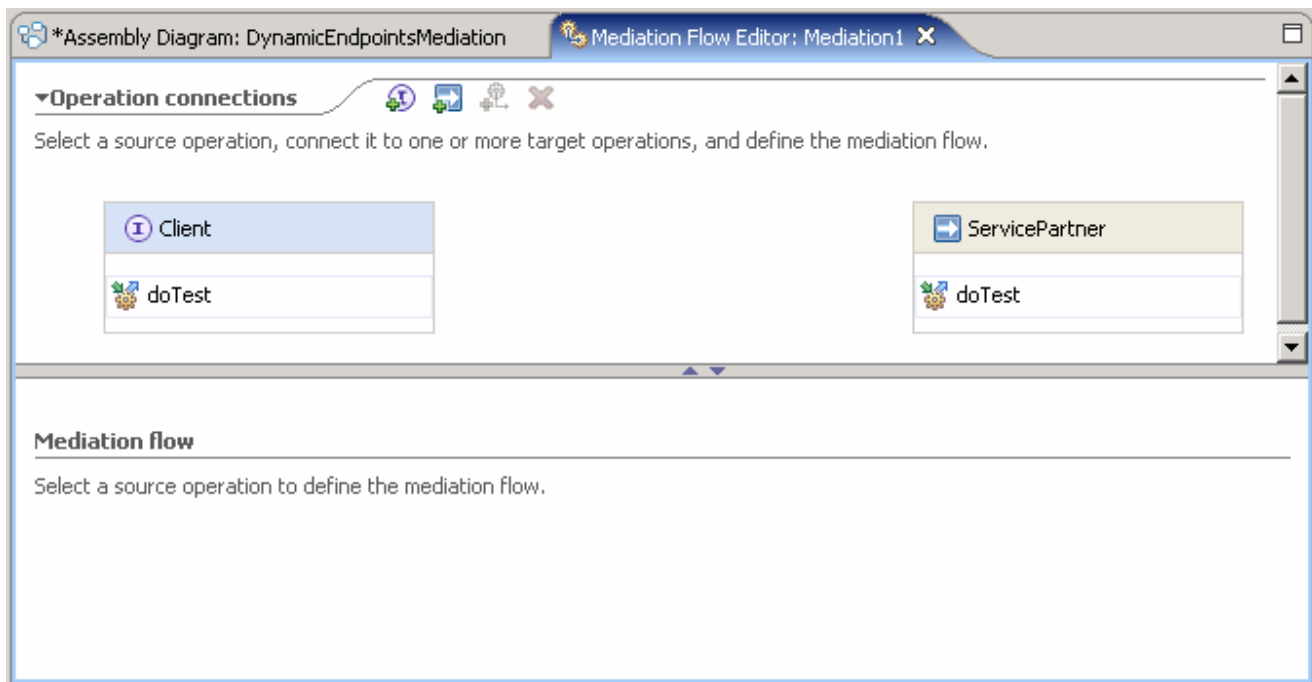 *Assembly Diagram: DynamicEndpointsMediation
Mediation Flow Editor: Mediation1
Operation connections
Select a source operation, connect it to one or more target operations, and define the mediation flow.
Client
ServicePartner
doTest
doTest
Mediation flow
Select a source operation to define the mediation flow.